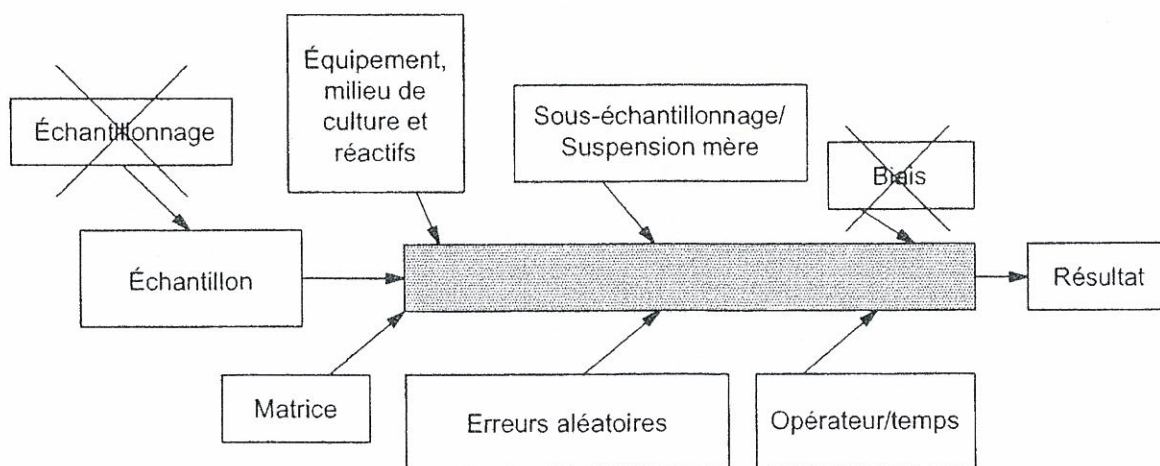 Équipement,
milieu de
culture et
réactifs
Échantillonnage
Sous-échantillonnage/
Suspension mère
Biais
Échantillon
Résultat
Matrice
Erreurs aléatoires
Opérateur/temps